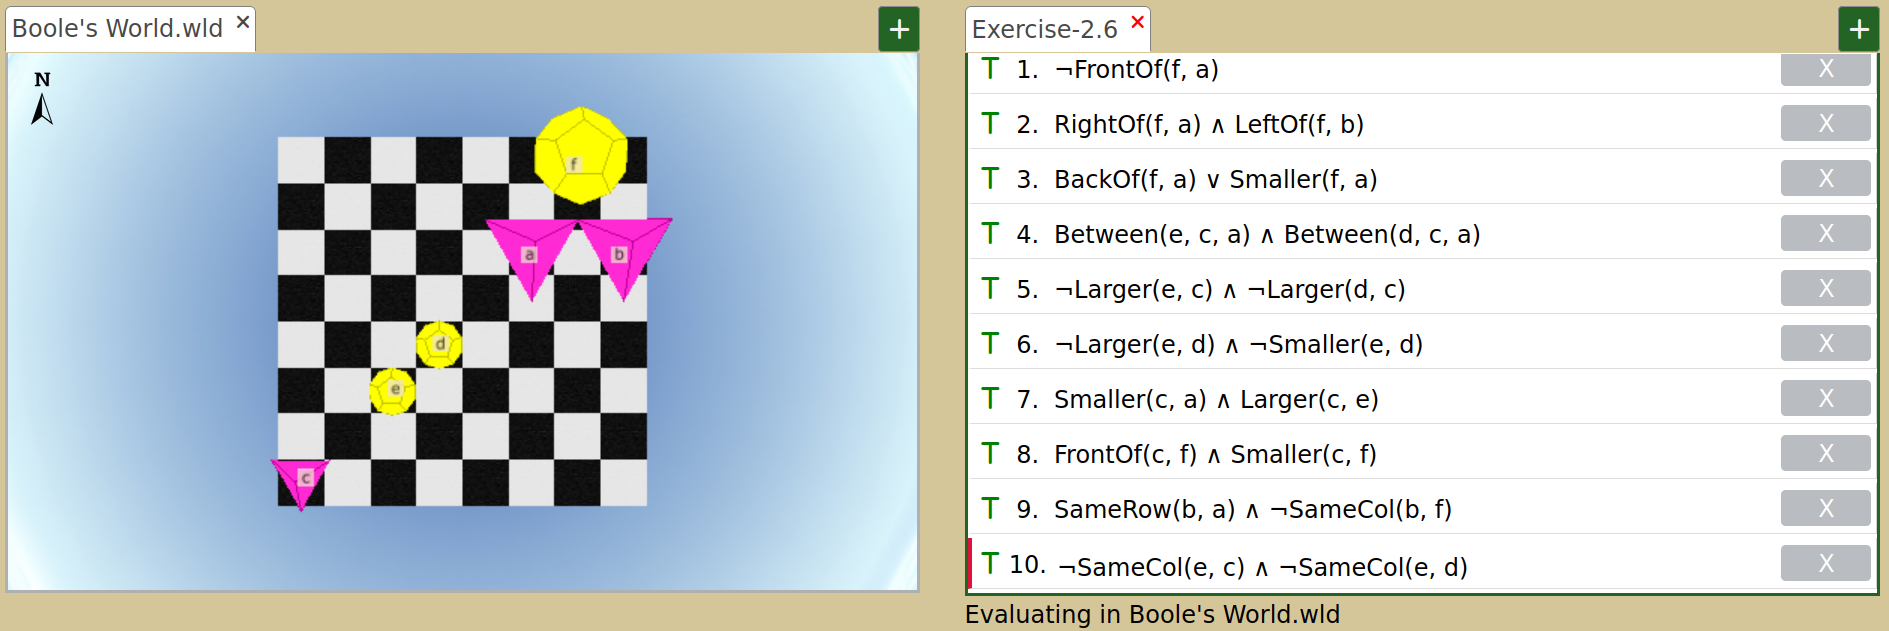 Boole's World.wld ×
+
N
f
a
b
d
e
c
Exercise-2.6 ×
+
T 1. ¬FrontOf(f, a) X
T 2. RightOf(f, a) ∧ LeftOf(f, b) X
T 3. BackOf(f, a) ∨ Smaller(f, a) X
T 4. Between(e, c, a) ∧ Between(d, c, a) X
T 5. ¬Larger(e, c) ∧ ¬Larger(d, c) X
T 6. ¬Larger(e, d) ∧ ¬Smaller(e, d) X
T 7. Smaller(c, a) ∧ Larger(c, e) X
T 8. FrontOf(c, f) ∧ Smaller(c, f) X
T 9. SameRow(b, a) ∧ ¬SameCol(b, f) X
T 10. ¬SameCol(e, c) ∧ ¬SameCol(e, d) X
Evaluating in Boole's World.wld